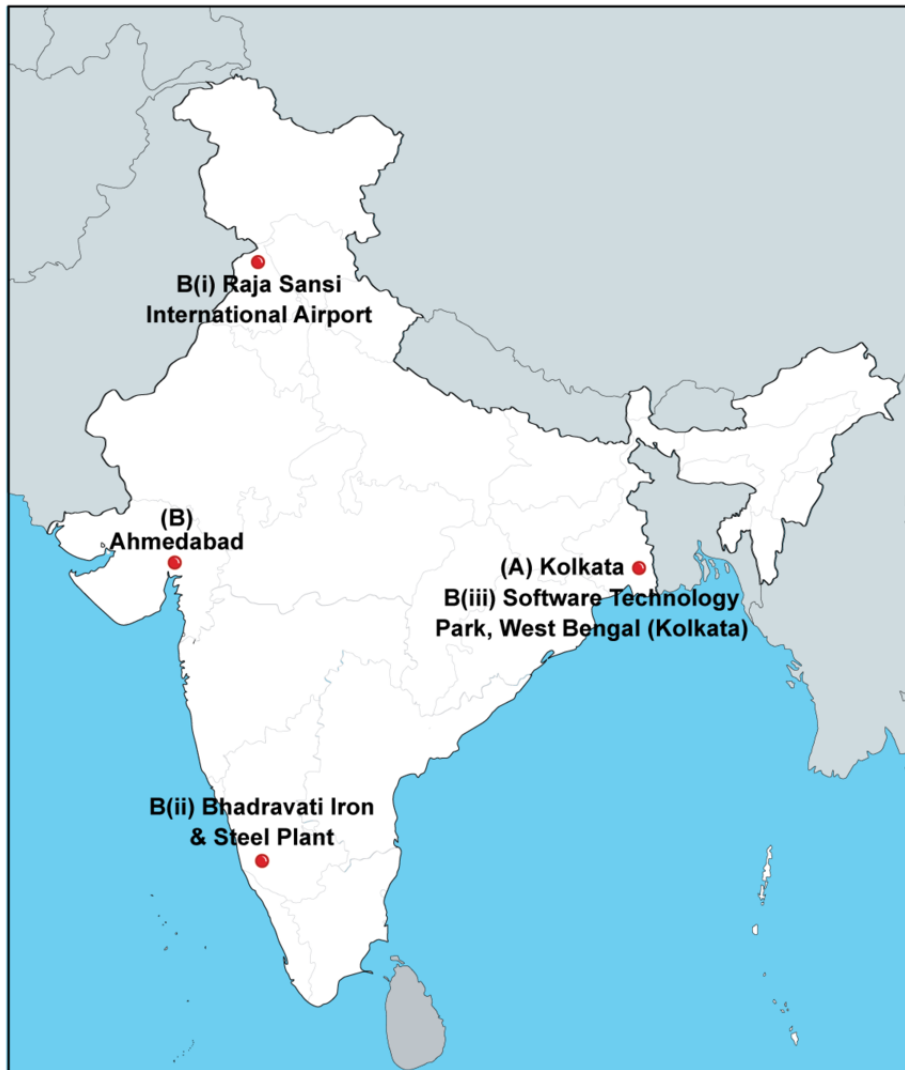 B(i) Raja Sansi
International Airport
(B)
Ahmedabad
(A) Kolkata
B(iii) Software Technology
Park, West Bengal (Kolkata)
B(ii) Bhadravati Iron
& Steel Plant